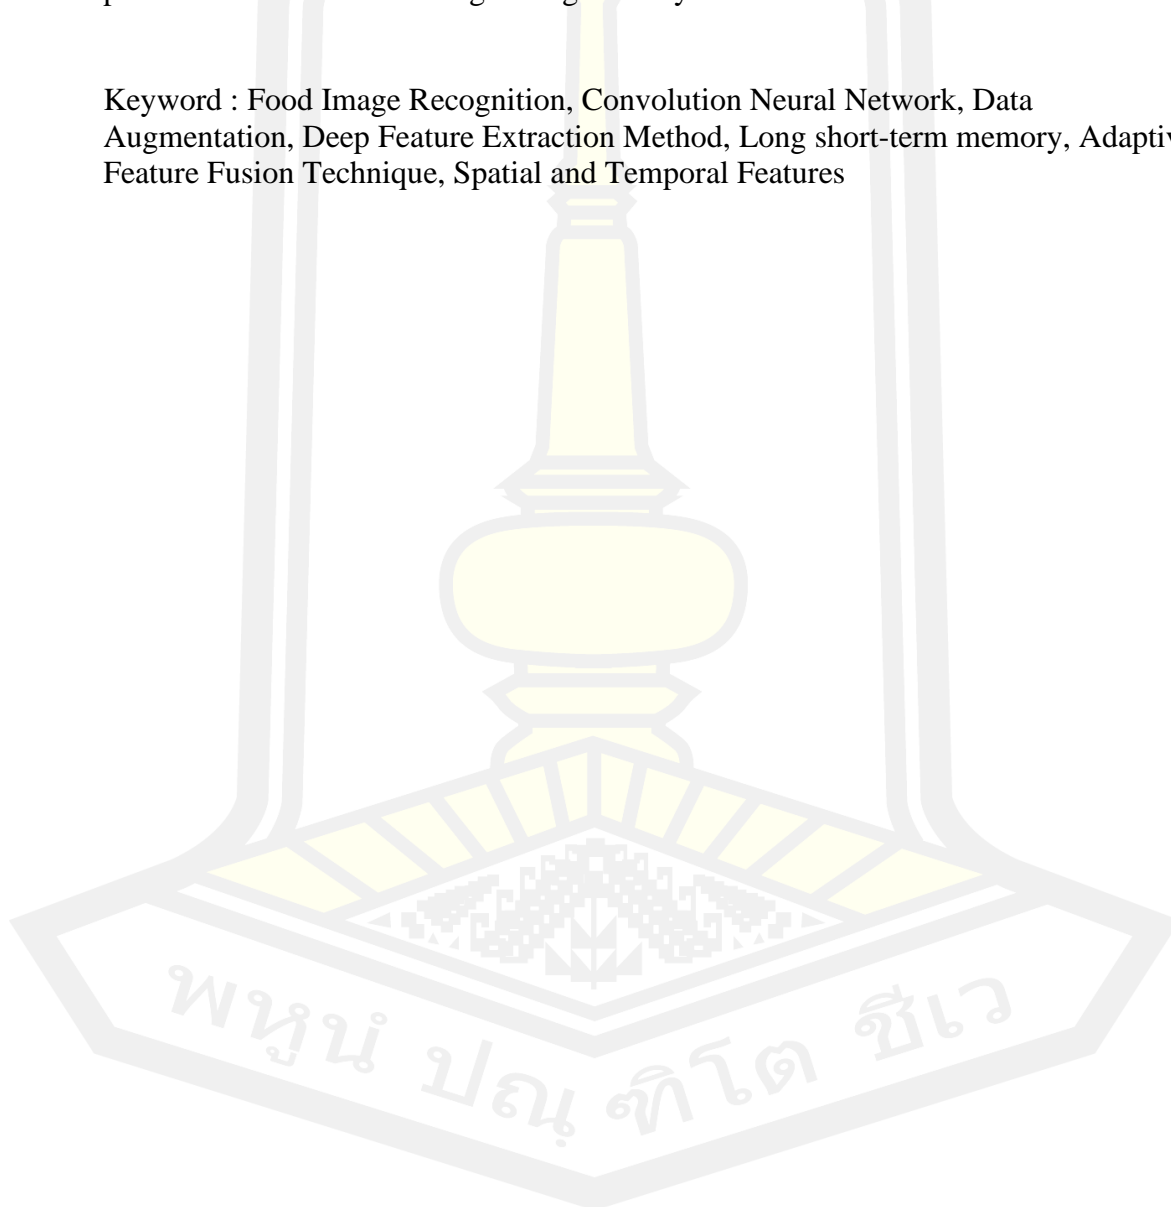 Keyword : Food Image Recognition, Convolution Neural Network, Data
Augmentation, Deep Feature Extraction Method, Long short-term memory,
Feature Fusion Technique, Spatial and Temporal Features
พหูนํ ปณฺฑิโต ชีเว